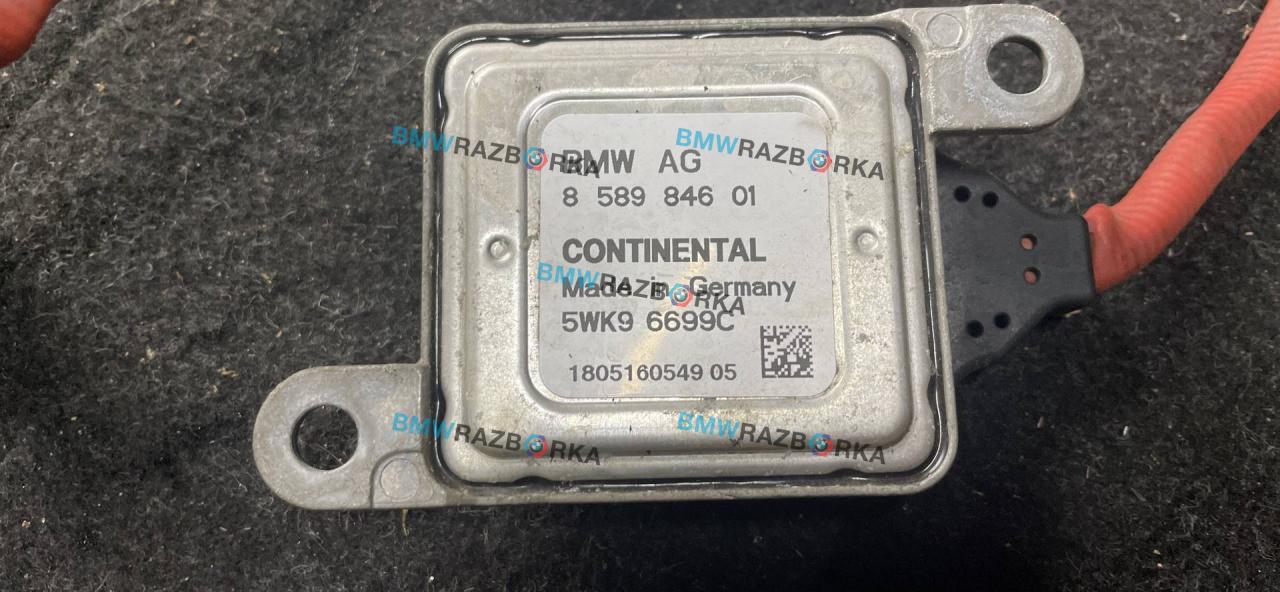 BMWRAZBORKA
BMWRAZBORKA
BMW AG
8 589 846 01
CONTINENTAL
BMWRAZBORKA
Made in Germany
5WK9 6699C
1805160549 05
BMWRAZBORKA
BMWRAZBORKA